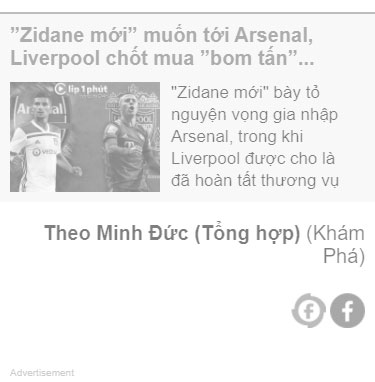 ”Zidane mới” muốn tới Arsenal,
Liverpool chốt mua ”bom tấn”...
clip 1 phút
Arsenal
"Zidane mới" bày tỏ
nguyện vọng gia nhập
Arsenal, trong khi
Liverpool được cho là
đã hoàn tất thương vụ
Theo Minh Đức (Tổng hợp) (Khám
Phá)
Advertisement